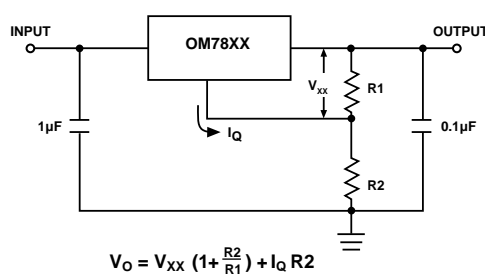 INPUT
OM78XX
OUTPUT
Vxx
R1
IQ
1µF
0.1µF
R2
VO = VXX (1+ R2/R1) + IQ R2